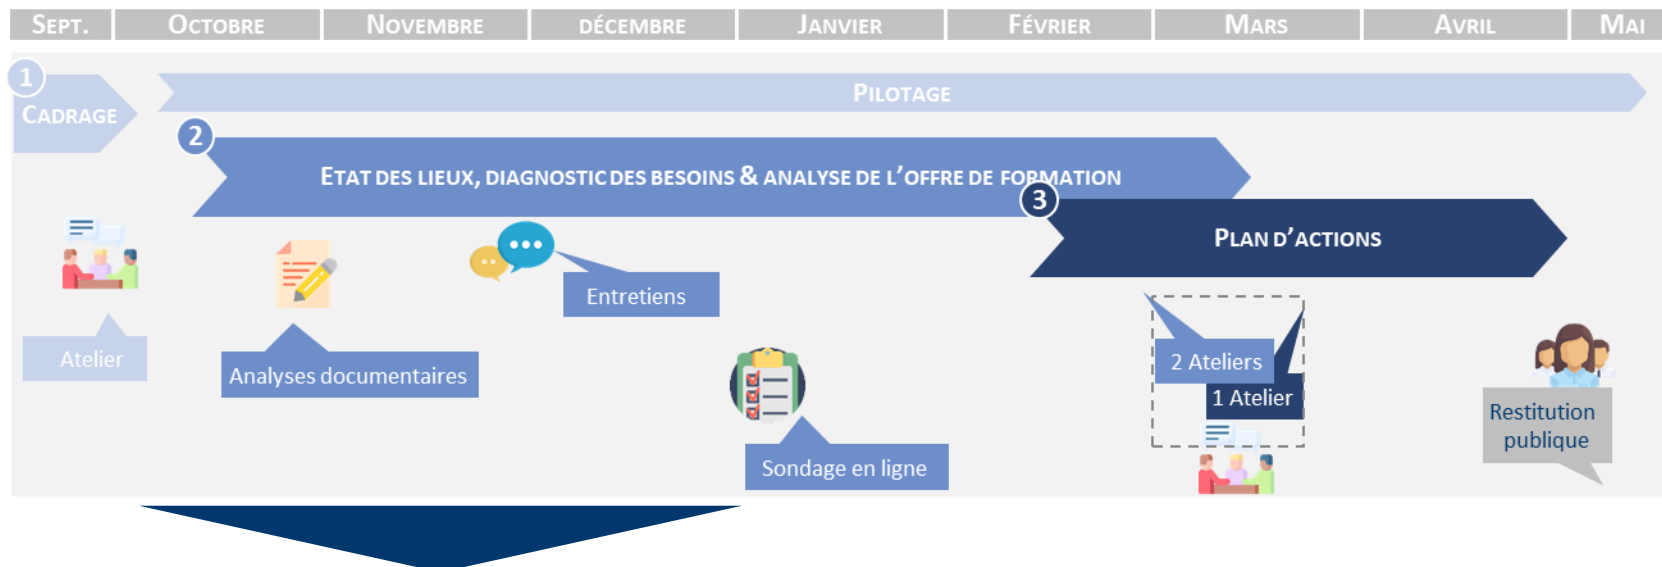 SEPT.
OCTOBRE
NOVEMBRE
DÉCEMBRE
JANVIER
FÉVRIER
MARS
AVRIL
MAI
1
CADRAGE
PILOTAGE
2
ETAT DES LIEUX, DIAGNOSTIC DES BESOINS & ANALYSE DE L'OFFRE DE FORMATION
3
PLAN D'ACTIONS
Atelier
Analyses documentaires
Entretiens
Sondage en ligne
2 Ateliers
1 Atelier
Restitution
publique